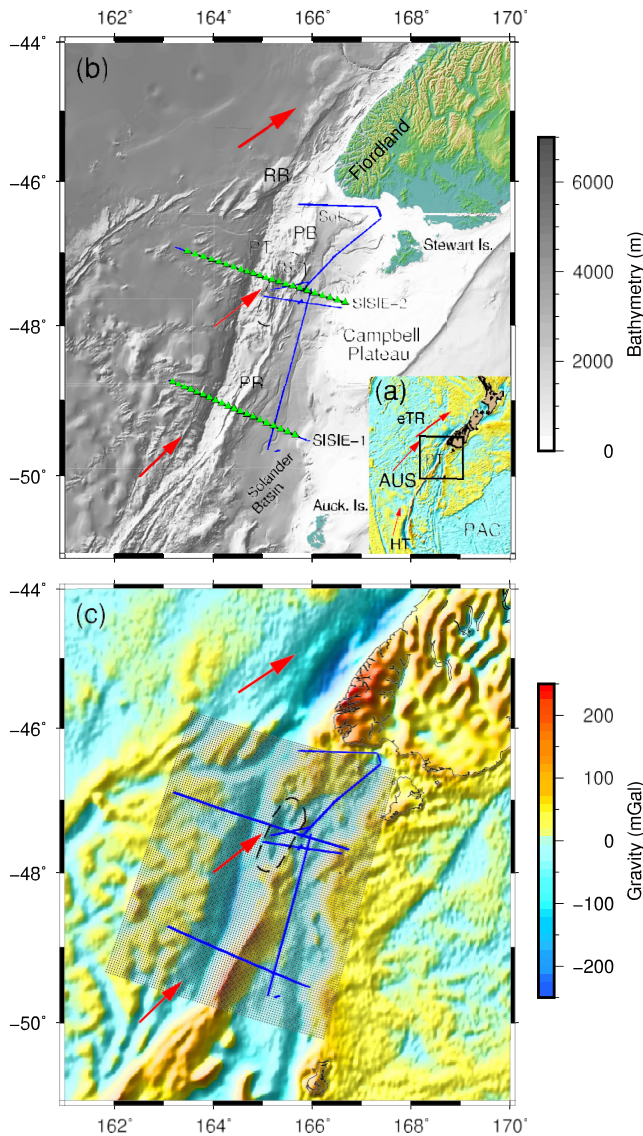 162° 164° 166° 168° 170°
−44°
(b)
Fiordland
RR
−46°
Sol.
PB
PT
Stewart Is.
SISIE−2
−48°
Campbell
Plateau
PR
(a)
eTR
SISIE−1
AUS
PT
−50°
Solander
Basin
Auck. Is.
PAC
HT
6000
4000
2000
0
Bathymetry (m)
−44°
(c)
−46°
−48°
−50°
200
100
0
−100
−200
Gravity (mGal)
162° 164° 166° 168° 170°